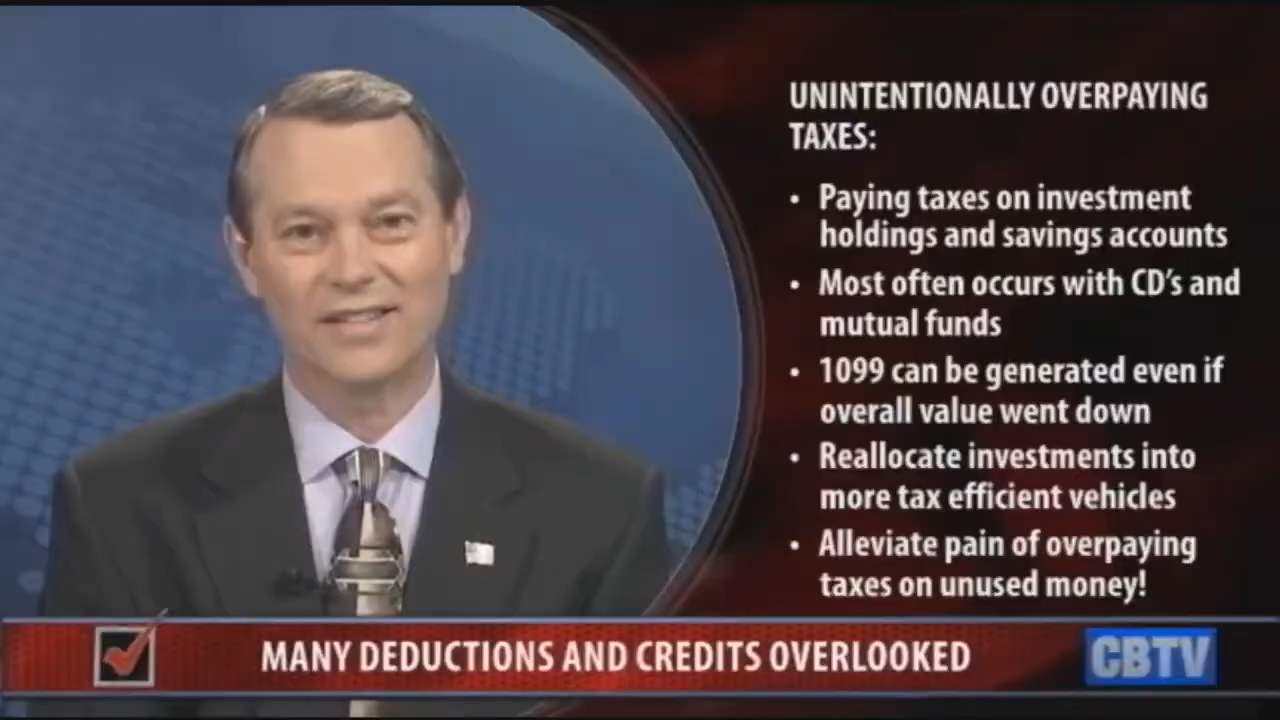 UNINTENTIONALLY OVERPAYING
TAXES:
• Paying taxes on investment
holdings and savings accounts
• Most often occurs with CD's and
mutual funds
• 1099 can be generated even if
overall value went down
• Reallocate investments into
more tax efficient vehicles
• Alleviate pain of overpaying
taxes on unused money!
MANY DEDUCTIONS AND CREDITS OVERLOOKED
CBTV